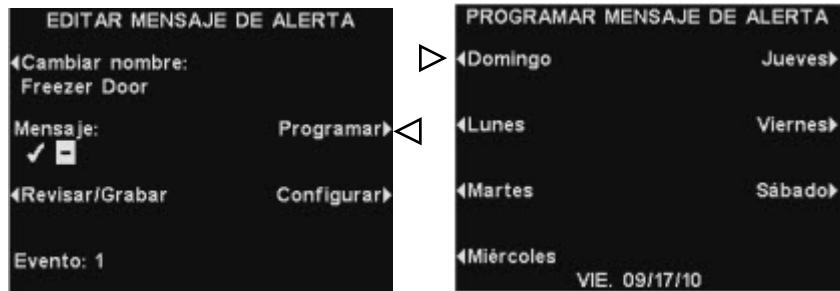 EDITAR MENSAJE DE ALERTA
Cambiar nombre:
Freezer Door
Mensaje: Programar
✓ -
Revisar/Grabar Configurar
Evento: 1
PROGRAMAR MENSAJE DE ALERTA
Domingo Jueves
Lunes Viernes
Martes Sábado
Miércoles
VIE. 09/17/10